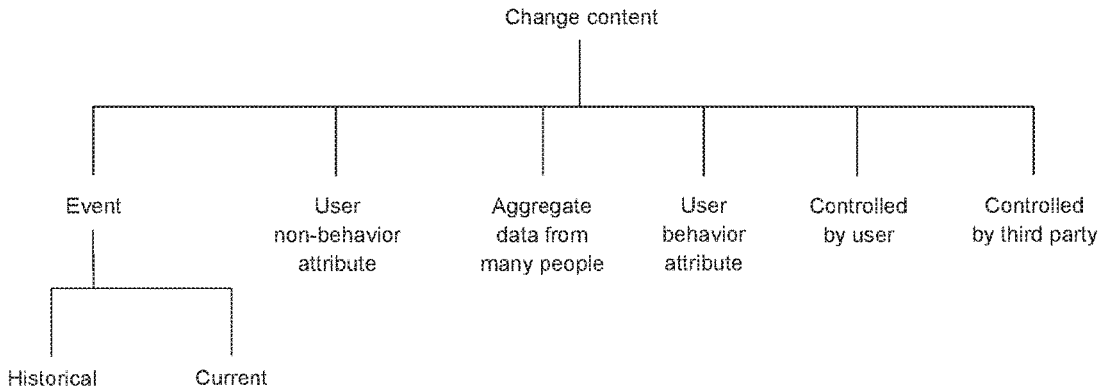 Change content
Event
User
non-behavior
attribute
Aggregate
data from
many people
User
behavior
attribute
Controlled
by user
Controlled
by third party
Historical
Current